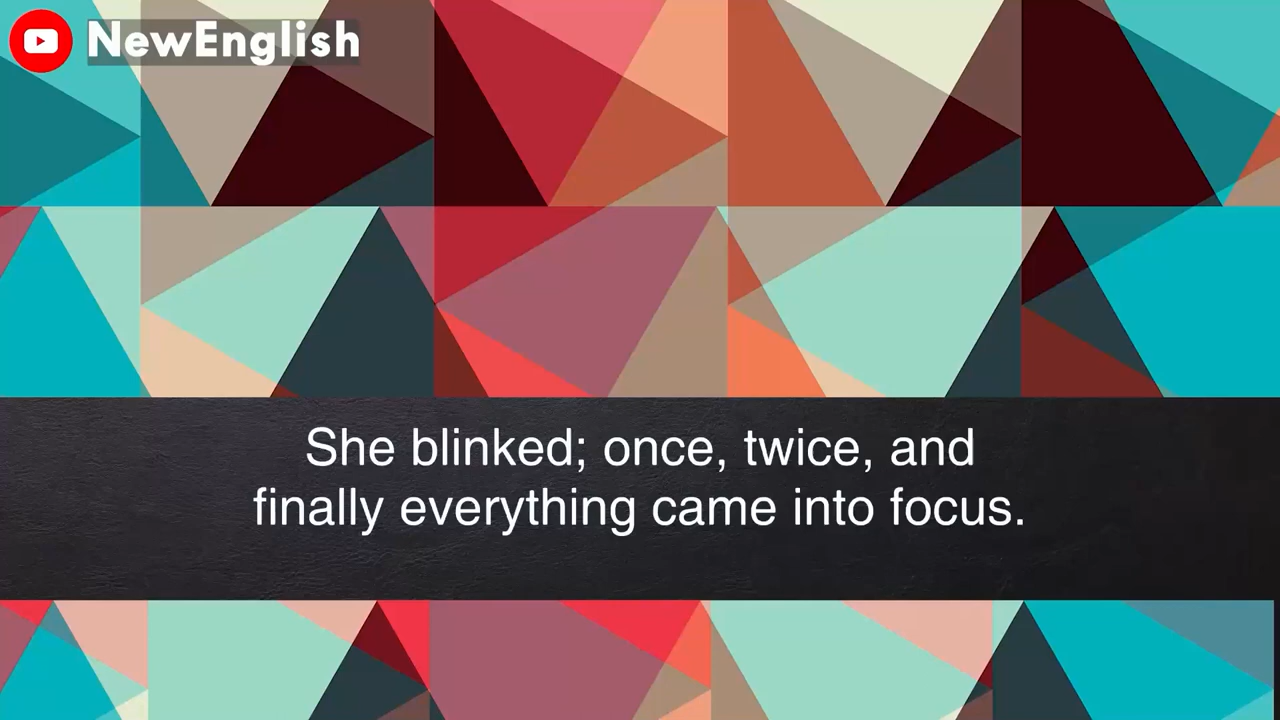 NewEnglish
She blinked; once, twice, and
finally everything came into focus.